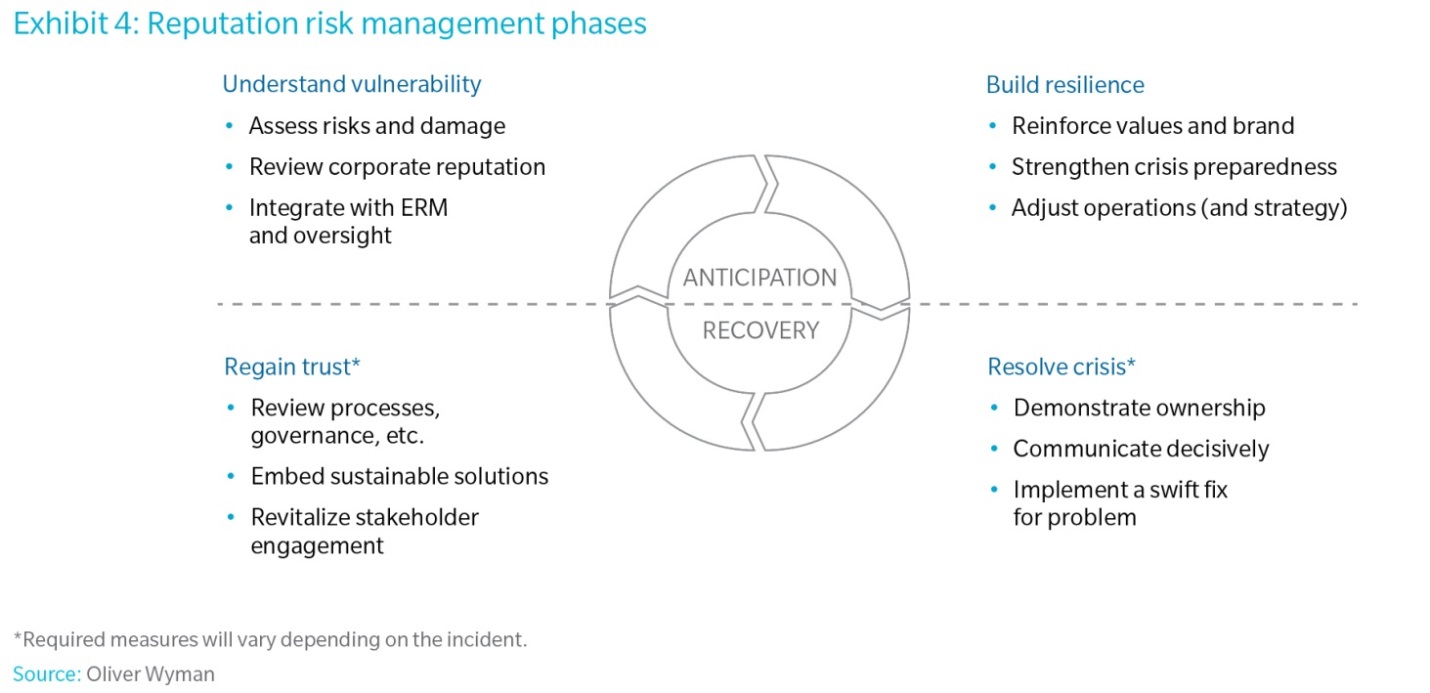 Exhibit 4: Reputation risk management phases
Understand vulnerability
• Assess risks and damage
• Review corporate reputation
• Integrate with ERM
and oversight
Build resilience
• Reinforce values and brand
• Strengthen crisis preparedness
• Adjust operations (and strategy)
ANTICIPATION
RECOVERY
Regain trust*
• Review processes,
governance, etc.
• Embed sustainable solutions
• Revitalize stakeholder
engagement
Resolve crisis*
• Demonstrate ownership
• Communicate decisively
• Implement a swift fix
for problem
*Required measures will vary depending on the incident.
Source: Oliver Wyman